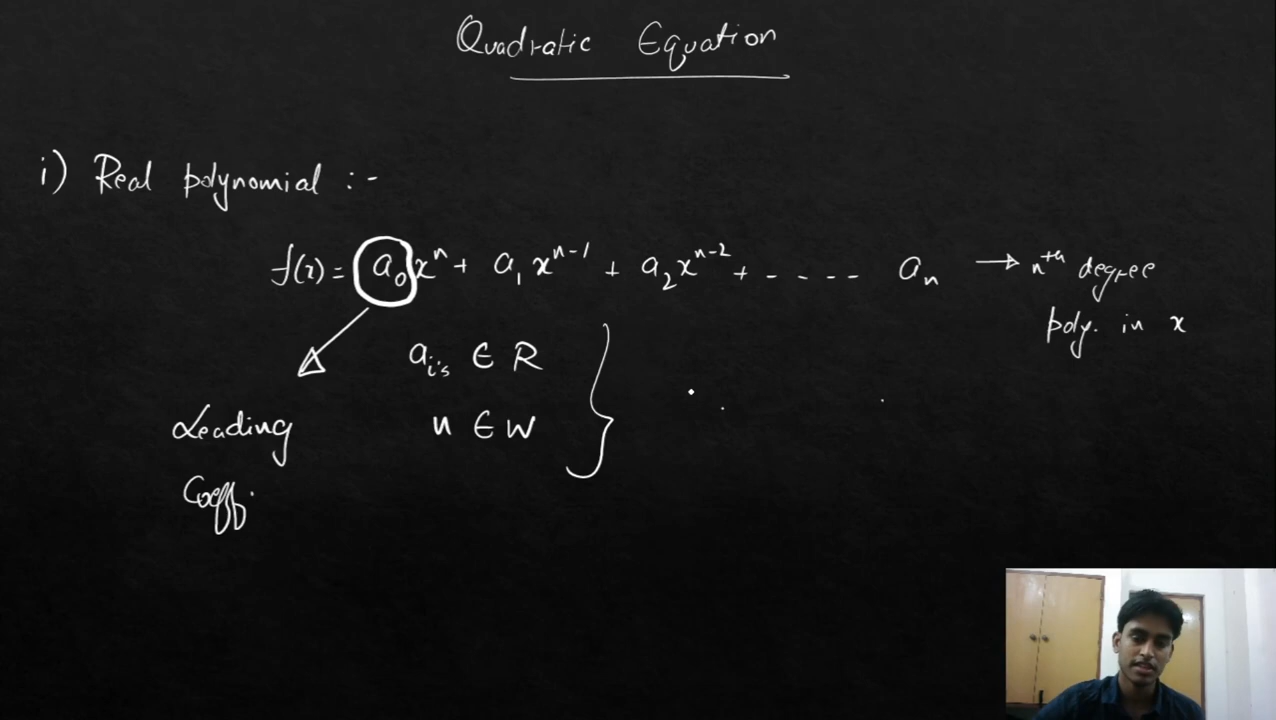 Quadratic Equation
i) Real polynomial :-
f(x) = a₀xⁿ + a₁xⁿ⁻¹ + a₂xⁿ⁻² + - - - - - aₙ → nᵗʰ degree
poly. in x
aᵢ's ∈ R
n ∈ W
Leading
Coeff.